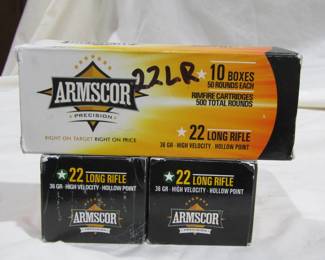 22LR
10 BOXES
50 ROUNDS EACH
RIMFIRE CARTRIDGES
500 TOTAL ROUNDS
ARMSCOR
PRECISION
RIGHT ON TARGET RIGHT ON PRICE
22 LONG RIFLE
36 GR · HIGH VELOCITY · HOLLOW POINT
22 LONG RIFLE
36 GR · HIGH VELOCITY · HOLLOW POINT
ARMSCOR
PRECISION
22 LONG RIFLE
36 GR · HIGH VELOCITY · HOLLOW POINT
ARMSCOR
PRECISION